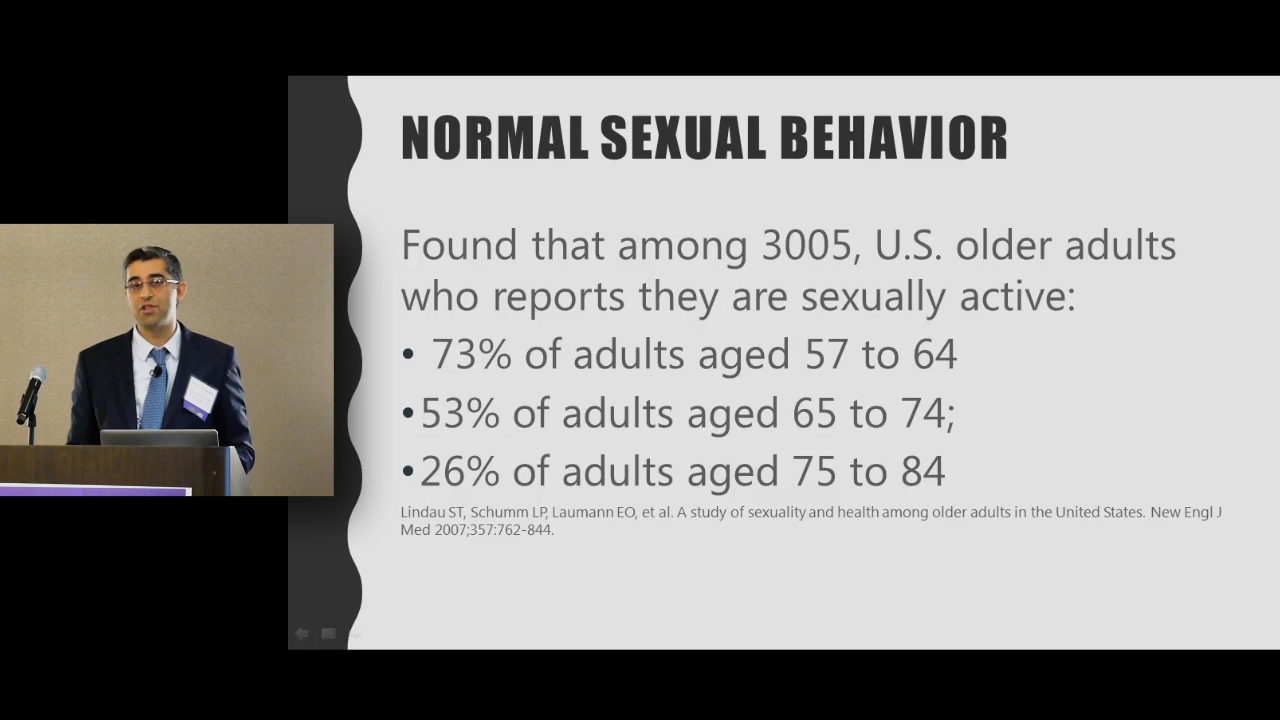 NORMAL SEXUAL BEHAVIOR
Found that among 3005, U.S. older adults
who reports they are sexually active:
• 73% of adults aged 57 to 64
•53% of adults aged 65 to 74;
•26% of adults aged 75 to 84
Lindau ST, Schumm LP, Laumann EO, et al. A study of sexuality and health among older adults in the United States. New Engl J
Med 2007;357:762-844.